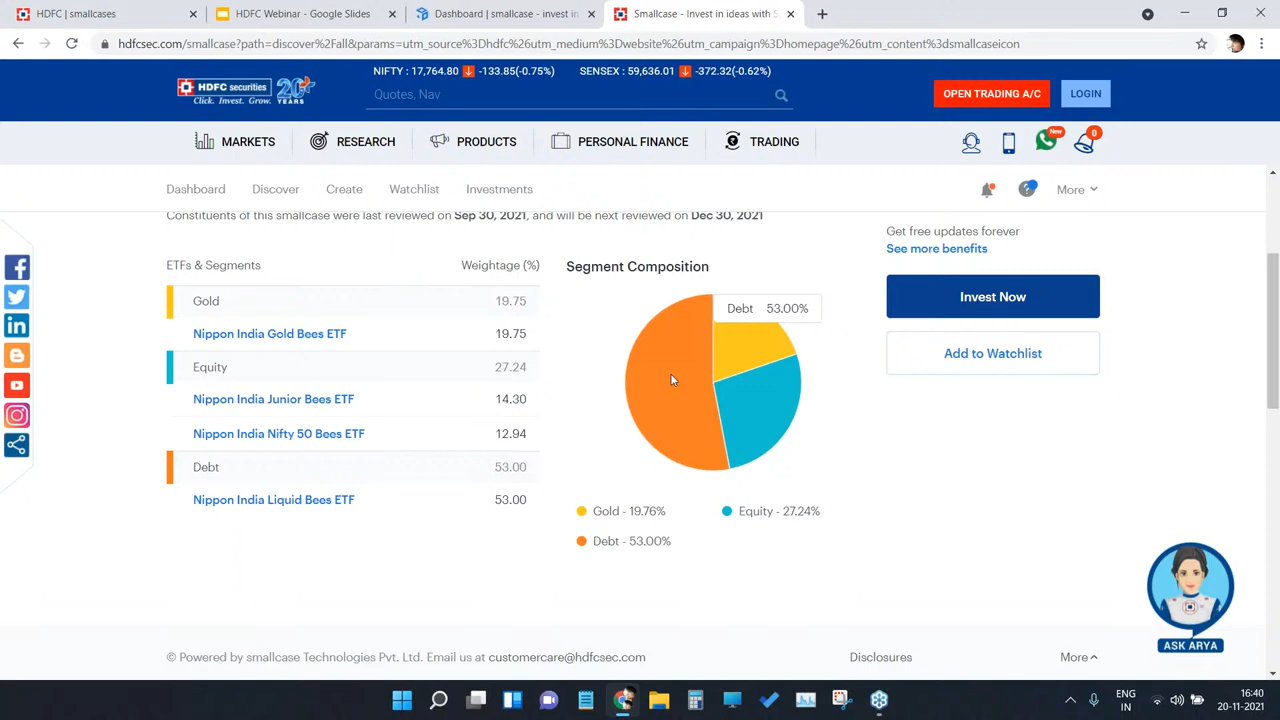 HDFC | smallcases
HDFC Webinar - Google Slides
Dashboard | smallcase - invest in
Smallcase - Invest in ideas with S
hdfcsec.com/smallcase?path=discover%2Fall&params=utm_source%3Dhdfc%26utm_medium%3Dwebsite%26utm_campaign%3Dhomepage%26utm_content%3dsmallcaseicon
HDFC securities
Click. Invest. Grow.
20
YEARS
NIFTY : 17,764.80 -133.85(-0.75%) SENSEX : 59,636.01 -372.32(-0.62%)
Quotes, Nav
OPEN TRADING A/C
LOGIN
MARKETS
RESEARCH
PRODUCTS
PERSONAL FINANCE
TRADING
New
0
Dashboard
Discover
Create
Watchlist
Investments
More
Constituents of this smallcase were last reviewed on Sep 30, 2021, and will be next reviewed on Dec 30, 2021
Get free updates forever
See more benefits
Invest Now
Add to Watchlist
ETFs & Segments Weightage (%)
Gold 19.75
Nippon India Gold Bees ETF 19.75
Equity 27.24
Nippon India Junior Bees ETF 14.30
Nippon India Nifty 50 Bees ETF 12.94
Debt 53.00
Nippon India Liquid Bees ETF 53.00
Segment Composition
Debt 53.00%
Gold - 19.76%
Equity - 27.24%
Debt - 53.00%
ASK ARYA
© Powered by smallcase Technologies Pvt. Ltd. Email us at customercare@hdfcsec.com
Disclosures
More
ENG
IN
16:40
20-11-2021